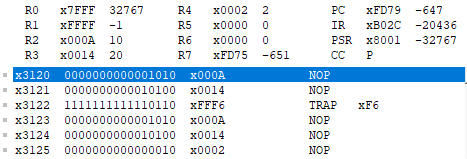 R0 x7FFF 32767 R4 x0002 2 PC xFD79 -647
R1 xFFFF -1 R5 x0000 0 IR xB02C -20436
R2 x000A 10 R6 x0000 0 PSR x8001 -32767
R3 x0014 20 R7 xFD75 -651 CC P
x3120 0000000000001010 x000A NOP
x3121 0000000000010100 x0014 NOP
x3122 1111111111110110 xFFF6 TRAP xF6
x3123 0000000000001010 x000A NOP
x3124 0000000000010100 x0014 NOP
x3125 0000000000000010 x0002 NOP